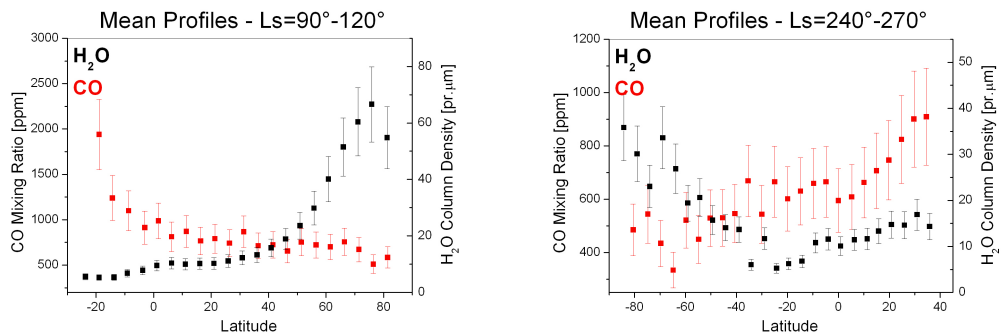 Mean Profiles - Ls=90°-120°
H₂O
CO
CO Mixing Ratio [ppm]
3000
2500
2000
1500
1000
500
H₂O Column Density [pr.µm]
80
60
40
20
0
-20 0 20 40 60 80
Latitude
Mean Profiles - Ls=240°-270°
H₂O
CO
CO Mixing Ratio [ppm]
1200
1000
800
600
400
H₂O Column Density [pr.µm]
50
40
30
20
10
0
-80 -60 -40 -20 0 20 40
Latitude